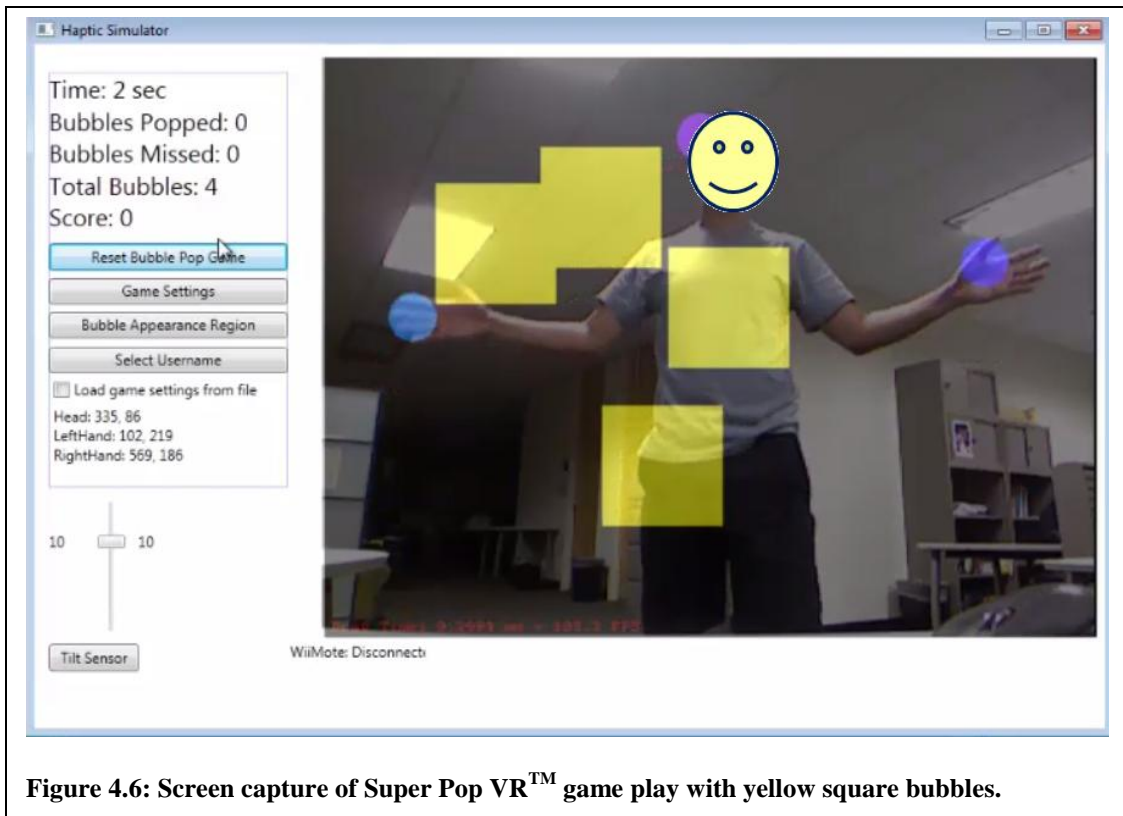 Haptic Simulator
Time: 2 sec
Bubbles Popped: 0
Bubbles Missed: 0
Total Bubbles: 4
Score: 0
Reset Bubble Pop Game
Game Settings
Bubble Appearance Region
Select Username
Load game settings from file
Head: 335, 86
LeftHand: 102, 219
RightHand: 569, 186
10 10
Tilt Sensor
WiiMote: Disconnecte
Figure 4.6: Screen capture of Super Pop VR™ game play with yellow square bubbles.